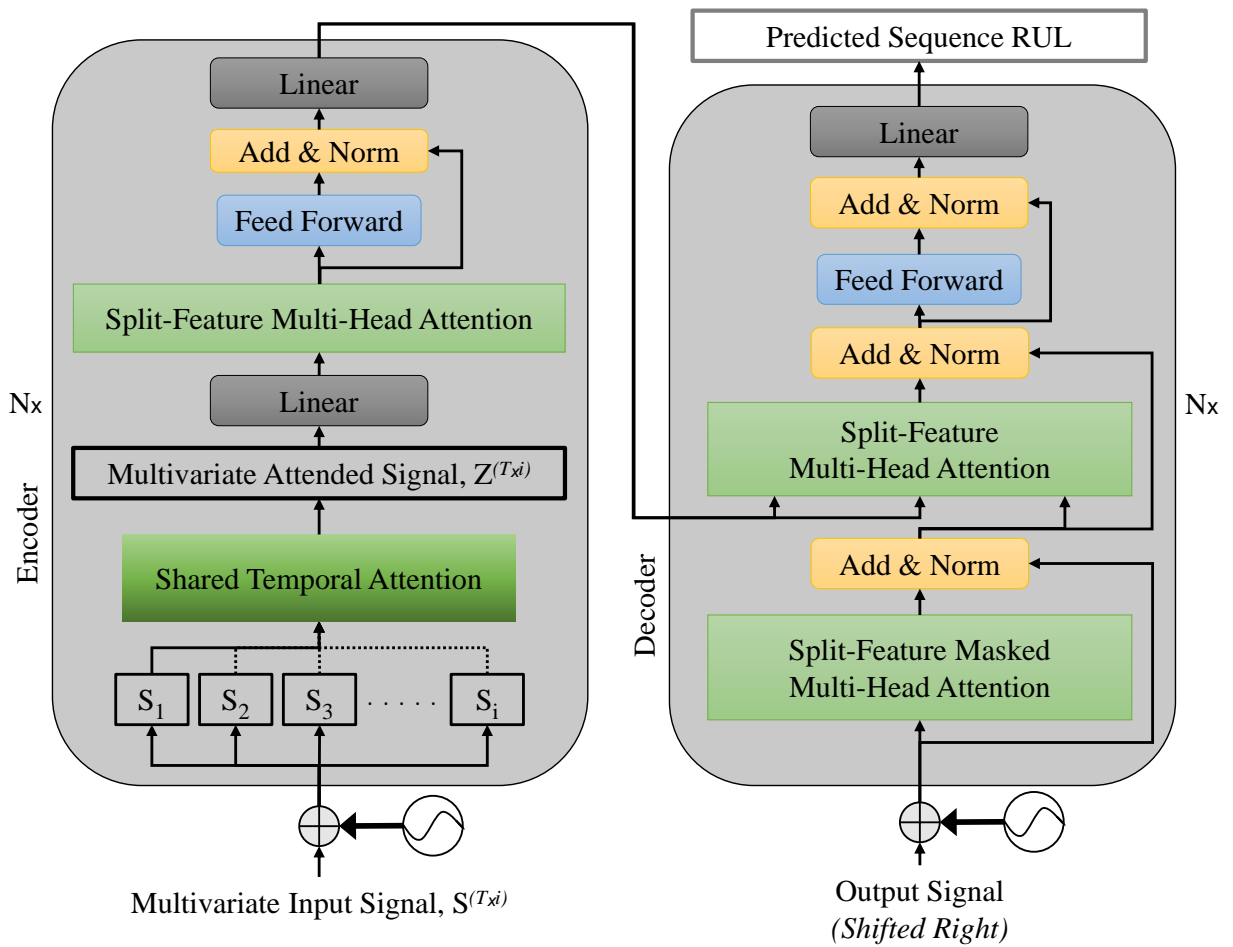 Linear
Add & Norm
Feed Forward
Split-Feature Multi-Head Attention
Linear
Multivariate Attended Signal, Z(Txi)
Shared Temporal Attention
S1 S2 S3 . . . . . Si
Multivariate Input Signal, S(Txi)
Nx
Encoder
Predicted Sequence RUL
Linear
Add & Norm
Feed Forward
Add & Norm
Split-Feature
Multi-Head Attention
Add & Norm
Split-Feature Masked
Multi-Head Attention
Output Signal
(Shifted Right)
Nx
Decoder